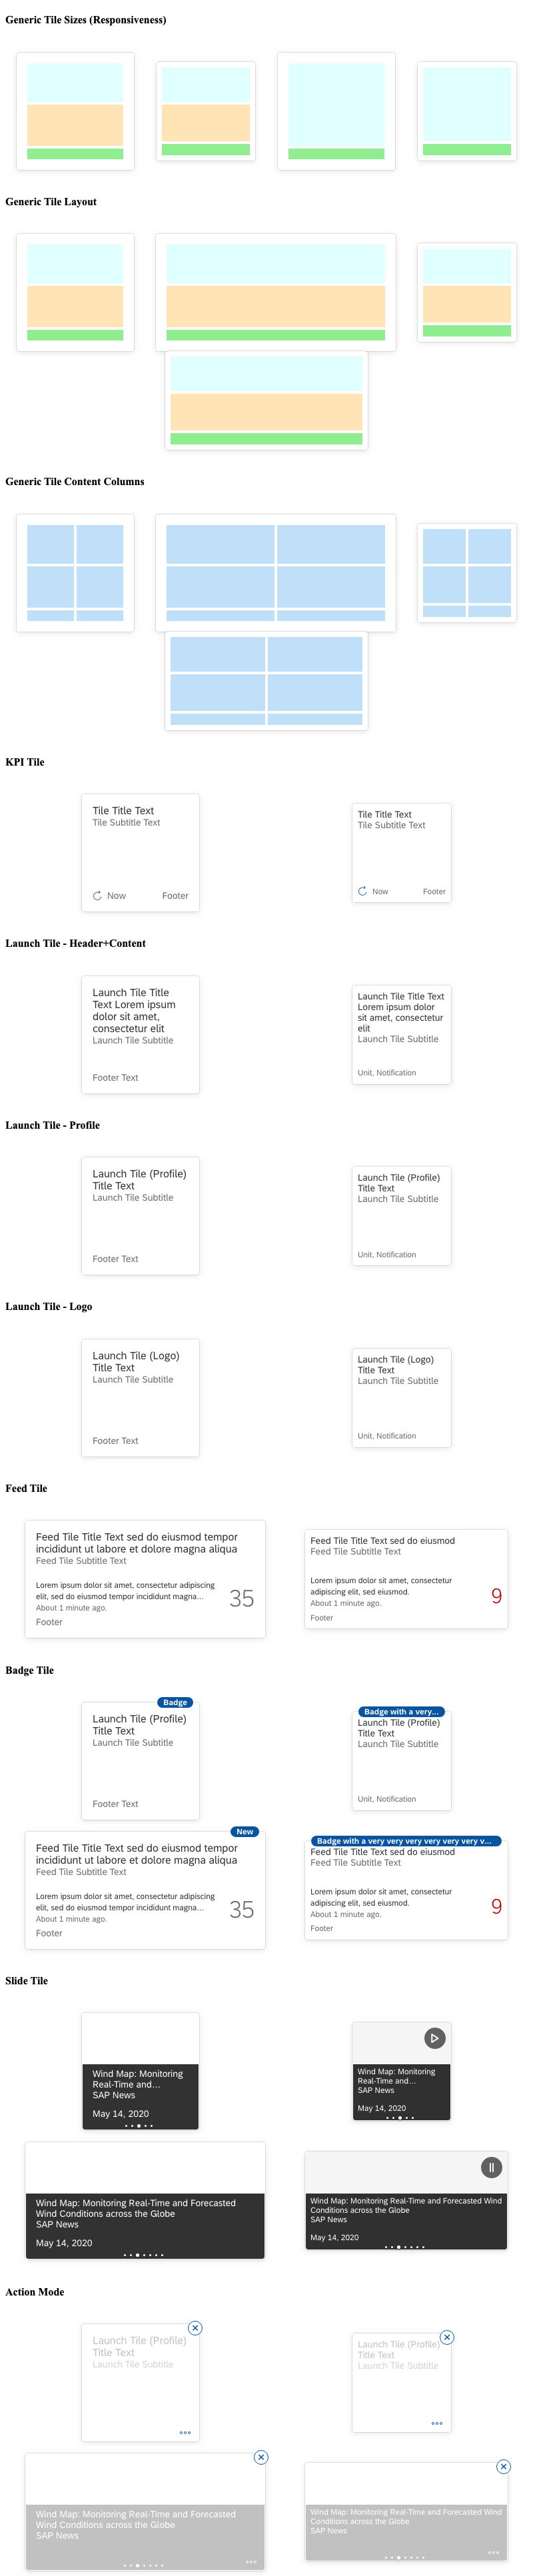 Generic Tile Sizes (Responsiveness)
Generic Tile Layout
Generic Tile Content Columns
KPI Tile
Tile Title Text
Tile Subtitle Text
Now
Footer
Tile Title Text
Tile Subtitle Text
Now
Footer
Launch Tile - Header+Content
Launch Tile Title
Text Lorem ipsum
dolor sit amet,
consectetur elit
Launch Tile Subtitle
Footer Text
Launch Tile Title Text
Lorem ipsum dolor
sit amet, consectetur
elit
Launch Tile Subtitle
Unit, Notification
Launch Tile - Profile
Launch Tile (Profile)
Title Text
Launch Tile Subtitle
Footer Text
Launch Tile (Profile)
Title Text
Launch Tile Subtitle
Unit, Notification
Launch Tile - Logo
Launch Tile (Logo)
Title Text
Launch Tile Subtitle
Footer Text
Launch Tile (Logo)
Title Text
Launch Tile Subtitle
Unit, Notification
Feed Tile
Feed Tile Title Text sed do eiusmod tempor
incididunt ut labore et dolore magna aliqua
Feed Tile Subtitle Text
Lorem ipsum dolor sit amet, consectetur adipiscing
elit, sed do eiusmod tempor incididunt magna...
About 1 minute ago.
35
Footer
Feed Tile Title Text sed do eiusmod
Feed Tile Subtitle Text
Lorem ipsum dolor sit amet, consectetur
adipiscing elit, sed eiusmod.
About 1 minute ago.
9
Footer
Badge Tile
Badge
Launch Tile (Profile)
Title Text
Launch Tile Subtitle
Footer Text
Badge with a very...
Launch Tile (Profile)
Title Text
Launch Tile Subtitle
Unit, Notification
New
Feed Tile Title Text sed do eiusmod tempor
incididunt ut labore et dolore magna aliqua
Feed Tile Subtitle Text
Lorem ipsum dolor sit amet, consectetur adipiscing
elit, sed do eiusmod tempor incididunt magna...
About 1 minute ago.
35
Footer
Badge with a very very very very very very v...
Feed Tile Title Text sed do eiusmod
Feed Tile Subtitle Text
Lorem ipsum dolor sit amet, consectetur
adipiscing elit, sed eiusmod.
About 1 minute ago.
9
Footer
Slide Tile
Wind Map: Monitoring
Real-Time and...
SAP News
May 14, 2020
Wind Map: Monitoring
Real-Time and...
SAP News
May 14, 2020
Wind Map: Monitoring Real-Time and Forecasted
Wind Conditions across the Globe
SAP News
May 14, 2020
Wind Map: Monitoring Real-Time and Forecasted Wind
Conditions across the Globe
SAP News
May 14, 2020
Action Mode
Launch Tile (Profile)
Title Text
Launch Tile Subtitle
Launch Tile (Profile)
Title Text
Launch Tile Subtitle
Wind Map: Monitoring Real-Time and Forecasted
Wind Conditions across the Globe
SAP News
Wind Map: Monitoring Real-Time and Forecasted Wind
Conditions across the Globe
SAP News